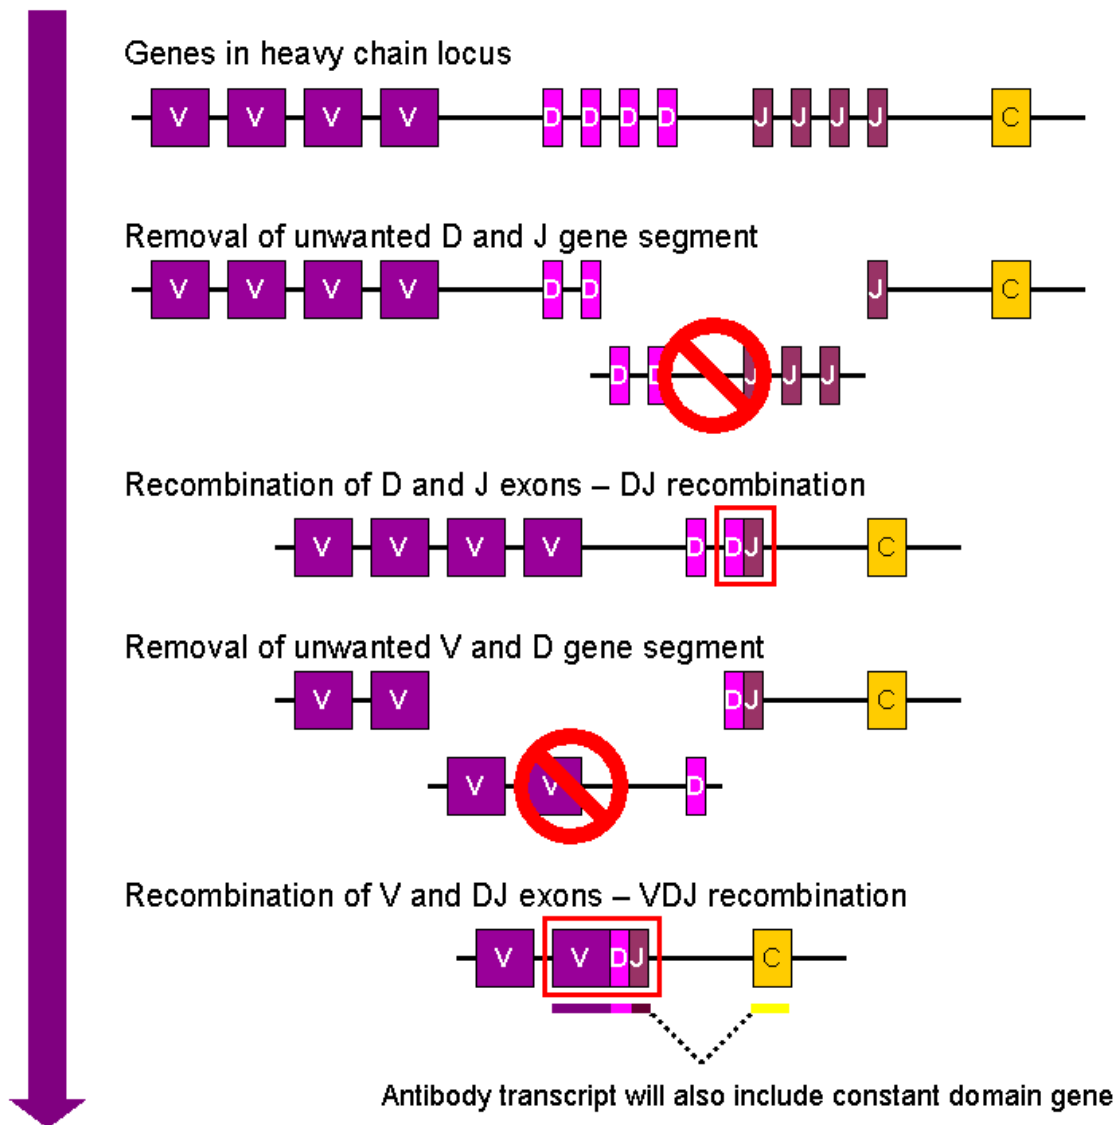 Genes in heavy chain locus
V V V V D D D D J J J J C
Removal of unwanted D and J gene segment
V V V V D D J C
D D J J J
Recombination of D and J exons – DJ recombination
V V V V D D J C
Removal of unwanted V and D gene segment
V V D J C
V V D
Recombination of V and DJ exons – VDJ recombination
V V D J C
Antibody transcript will also include constant domain gene